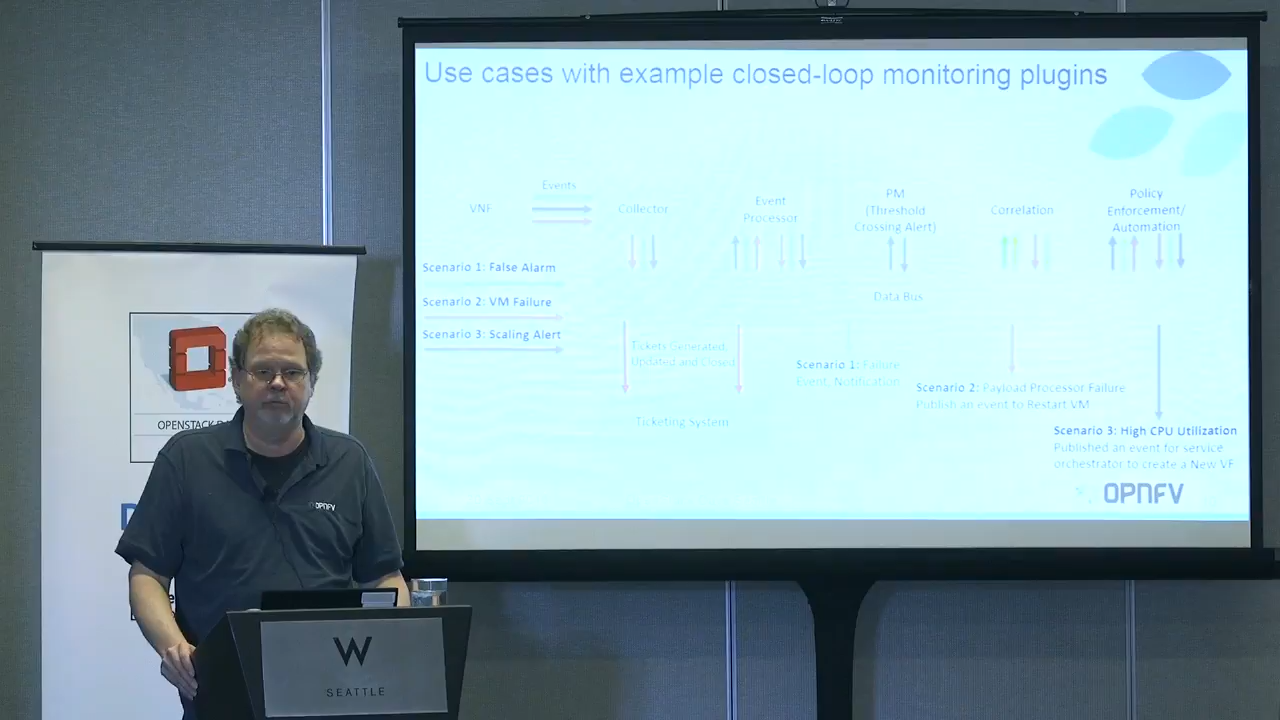 Use cases with example closed-loop monitoring plugins
Events
VNF
Collector
Event
Processor
PM
(Threshold
Crossing Alert)
Correlation
Policy
Enforcement/
Automation
Scenario 1: False Alarm
Scenario 2: VM Failure
Scenario 3: Scaling Alert
Data Bus
Tickets Generated,
Updated and Closed
Ticketing System
Scenario 1: Failure
Event, Notification
Scenario 2: Payload Processor Failure
Publish an event to Restart VM
Scenario 3: High CPU Utilization
Published an event for service
orchestrator to create a New VF
OPNFV
OPENSTACK
D
OPNFV
W
SEATTLE